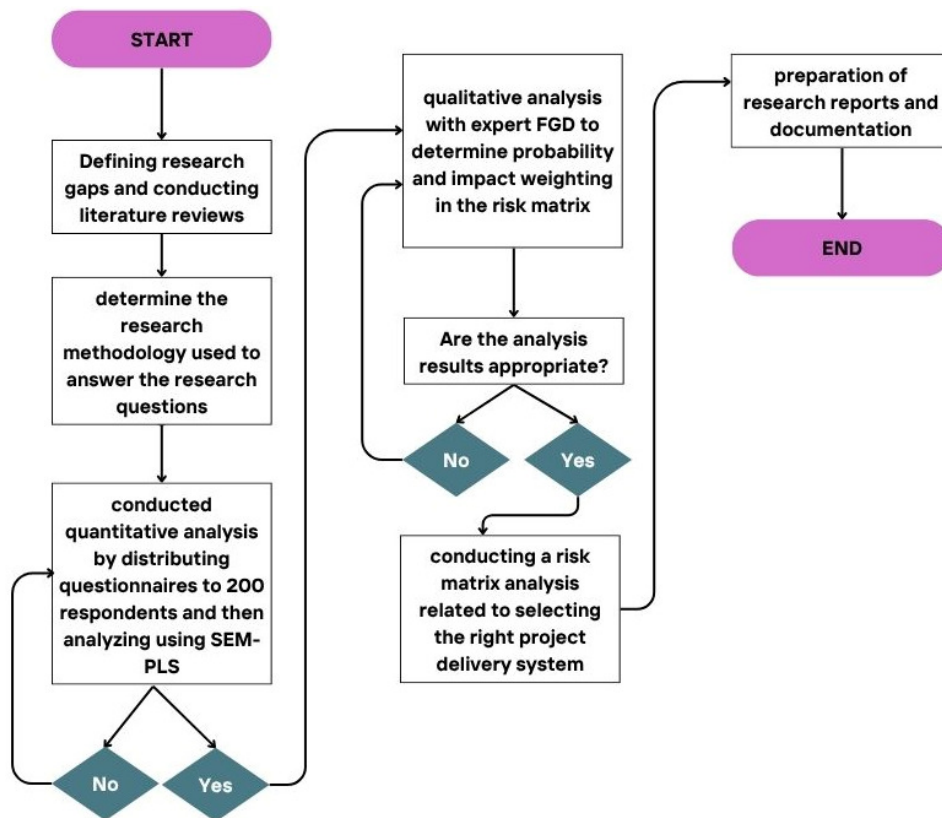 START
Defining research
gaps and conducting
literature reviews
determine the
research
methodology used to
answer the research
questions
conducted
quantitative analysis
by distributing
questionnaires to 200
respondents and then
analyzing using SEM-
PLS
No
Yes
qualitative analysis
with expert FGD to
determine probability
and impact weighting
in the risk matrix
Are the analysis
results appropriate?
No
Yes
conducting a risk
matrix analysis
related to selecting
the right project
delivery system
preparation of
research reports and
documentation
END